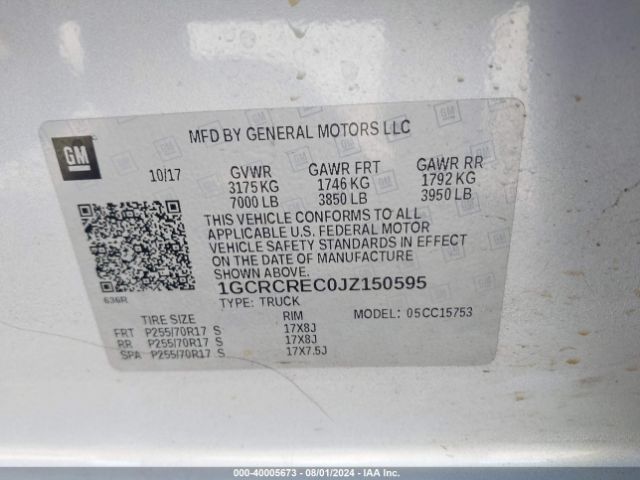 GM
MFD BY GENERAL MOTORS LLC
10/17 GVWR GAWR FRT GAWR RR
3175 KG 1746 KG 1792 KG
7000 LB 3850 LB 3950 LB
THIS VEHICLE CONFORMS TO ALL
APPLICABLE U.S. FEDERAL MOTOR
VEHICLE SAFETY STANDARDS IN EFFECT
ON THE DATE OF MANUFACTURE
SHOWN ABOVE.
636R
1GCRCREC0JZ150595
TYPE: TRUCK
TIRE SIZE RIM MODEL: 05CC15753
FRT P255/70R17 S 17X8J
RR P255/70R17 S 17X8J
SPA P255/70R17 S 17X7.5J
000-40005673 - 08/01/2024 - IAA Inc.